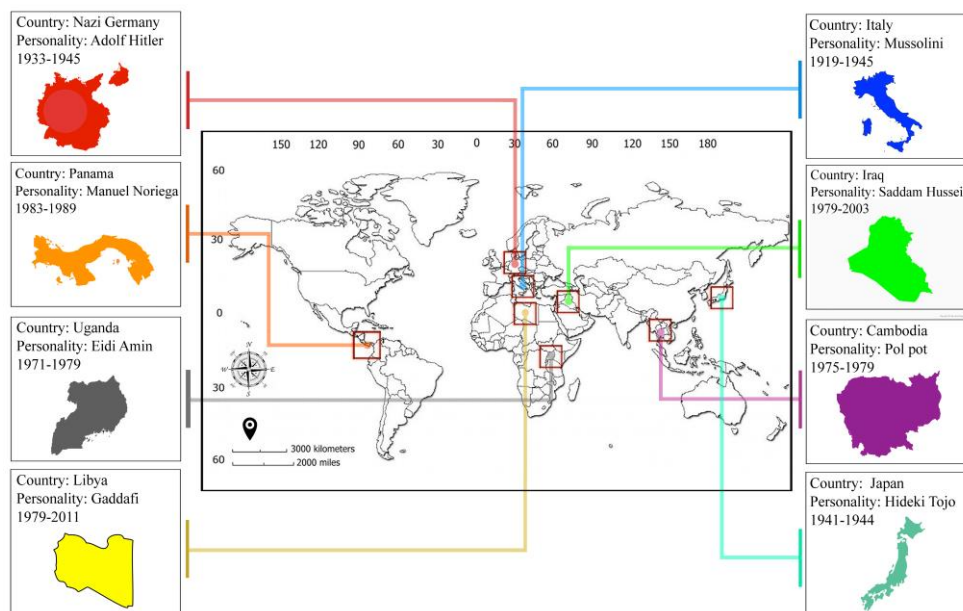 Country: Nazi Germany
Personality: Adolf Hitler
1933-1945
Country: Panama
Personality: Manuel Noriega
1983-1989
Country: Uganda
Personality: Eidi Amin
1971-1979
Country: Libya
Personality: Gaddafi
1979-2011
150 120 90 60 30 0 30 60 90 120 150 180
60
30
0
30
60
N
W E
S
3000 kilometers
2000 miles
Country: Italy
Personality: Mussolini
1919-1945
Country: Iraq
Personality: Saddam Hussei
1979-2003
Country: Cambodia
Personality: Pol pot
1975-1979
Country: Japan
Personality: Hideki Tojo
1941-1944